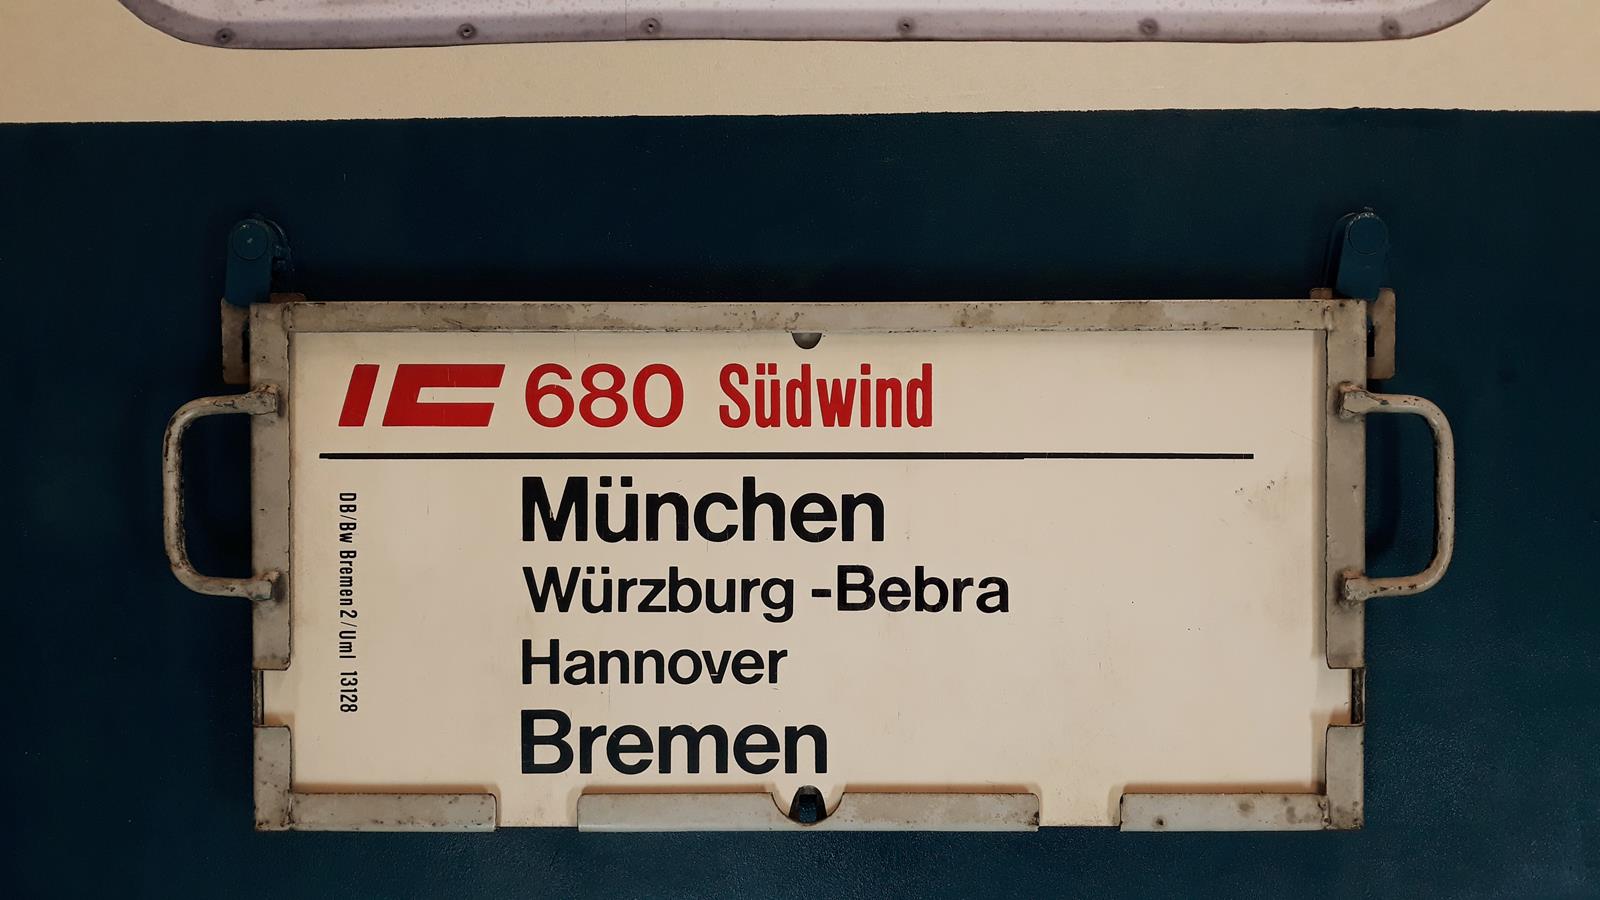 IC 680 Südwind
München
Würzburg -Bebra
Hannover
Bremen
DB/Bw Bremen 2/Uml 13128